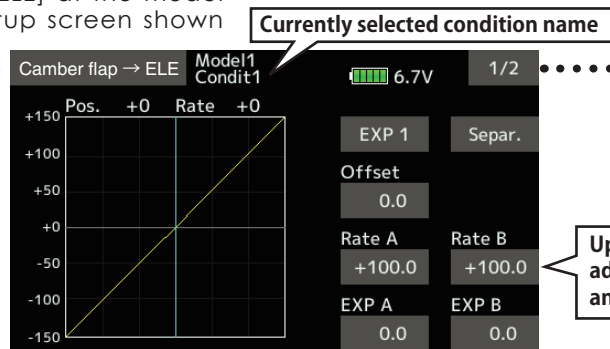 at the model
tup screen shown
Currently selected condition name
Camber flap → ELE
Model1
Condit1
6.7V
1/2
Pos. +0 Rate +0
+150
+100
+50
+0
-50
-100
-150
EXP 1
Separ.
Offset
0.0
Rate A
Rate B
+100.0
+100.0
EXP A
EXP B
0.0
0.0
Up
ad
an